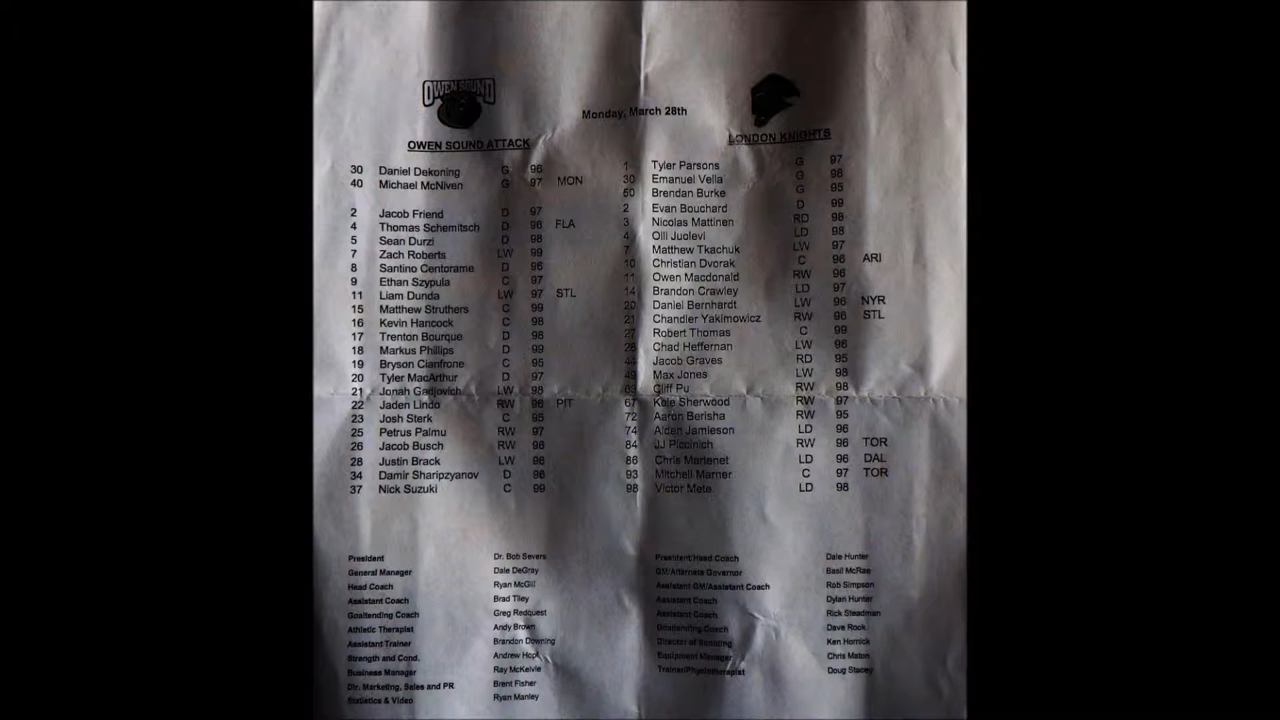 OWEN SOUND
Monday, March 28th
OWEN SOUND ATTACK
30 Daniel Dekoning G 96
40 Michael McNiven G 97 MON
2 Jacob Friend D 97
4 Thomas Schemitsch D 96 FLA
5 Sean Durzi D 98
7 Zach Roberts LW 99
8 Santino Centorame D 96
9 Ethan Szypula C 97
11 Liam Dunda LW 97 STL
15 Matthew Struthers C 99
16 Kevin Hancock C 98
17 Trenton Bourque D 98
18 Markus Phillips D 99
19 Bryson Cianfrone C 95
20 Tyler MacArthur D 97
21 Jonah Gadjovich LW 98
22 Jaden Lindo RW 96 PIT
23 Josh Sterk C 95
25 Petrus Palmu RW 97
26 Jacob Busch RW 96
28 Justin Brack LW 98
34 Damir Sharipzyanov D 96
37 Nick Suzuki C 99
LONDON KNIGHTS
1 Tyler Parsons G 97
30 Emanuel Vella G 98
50 Brendan Burke G 95
2 Evan Bouchard D 99
3 Nicolas Mattinen RD 98
4 Olli Juolevi LD 98
7 Matthew Tkachuk LW 97
10 Christian Dvorak C 96 ARI
11 Owen Macdonald RW 98
14 Brandon Crawley LD 97
20 Daniel Bernhardt LW 96 NYR
21 Chandler Yakimowicz RW 96 STL
27 Robert Thomas C 99
28 Chad Heffernan LW 96
44 Jacob Graves RD 95
49 Max Jones LW 98
63 Cliff Pu RW 98
67 Kole Sherwood RW 97
72 Aaron Berisha RW 95
74 Aiden Jamieson LD 96
84 JJ Piccinich RW 96 TOR
86 Chris Martenet LD 96 DAL
93 Mitchell Marner C 97 TOR
98 Victor Mete LD 98
President Dr. Bob Severs
General Manager Dale DeGray
Head Coach Ryan McGill
Assistant Coach Brad Tiley
Goaltending Coach Greg Redquest
Athletic Therapist Andy Brown
Assistant Trainer Brandon Downing
Strength and Cond. Andrew Hopf
Business Manager Ray McKelvie
Dir. Marketing, Sales and PR Brent Fisher
Statistics & Video Ryan Manley
President/Head Coach Dale Hunter
GM/Alternate Governor Basil McRae
Assistant GM/Assistant Coach Rob Simpson
Assistant Coach Dylan Hunter
Assistant Coach Rick Steadman
Goaltending Coach Dave Rook
Director of Scouting Ken Hornick
Equipment Manager Chris Maton
Trainer/Physiotherapist Doug Stacey